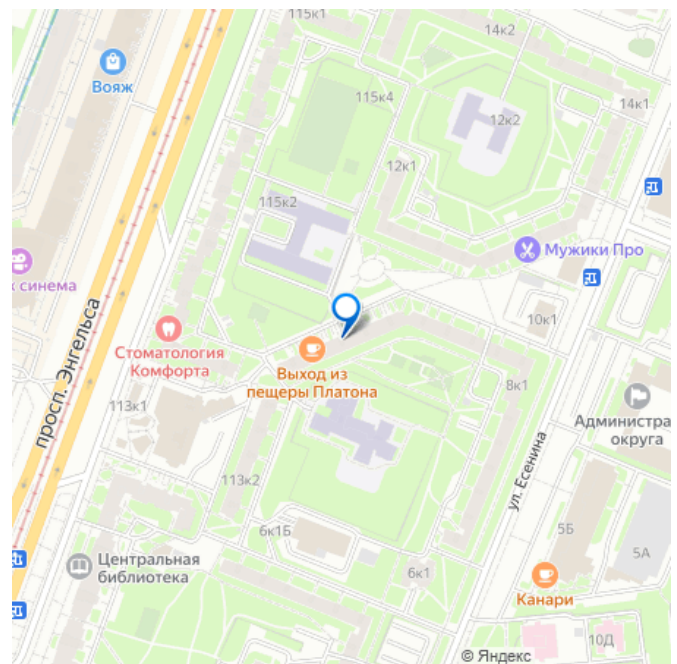 115к1
14к2
Вояж
115к4
14к1
12к2
12к1
115к2
Мужики Про
к синема
10к1
Стоматология
Комфорта
Выход из
пещеры Платона
просп. Энгельса
8к1
113к1
Администра
округа
ул. Есенина
113к2
6к1Б
5Б
5А
Центральная
библиотека
6к1
Канари
10Д
© Яндекс